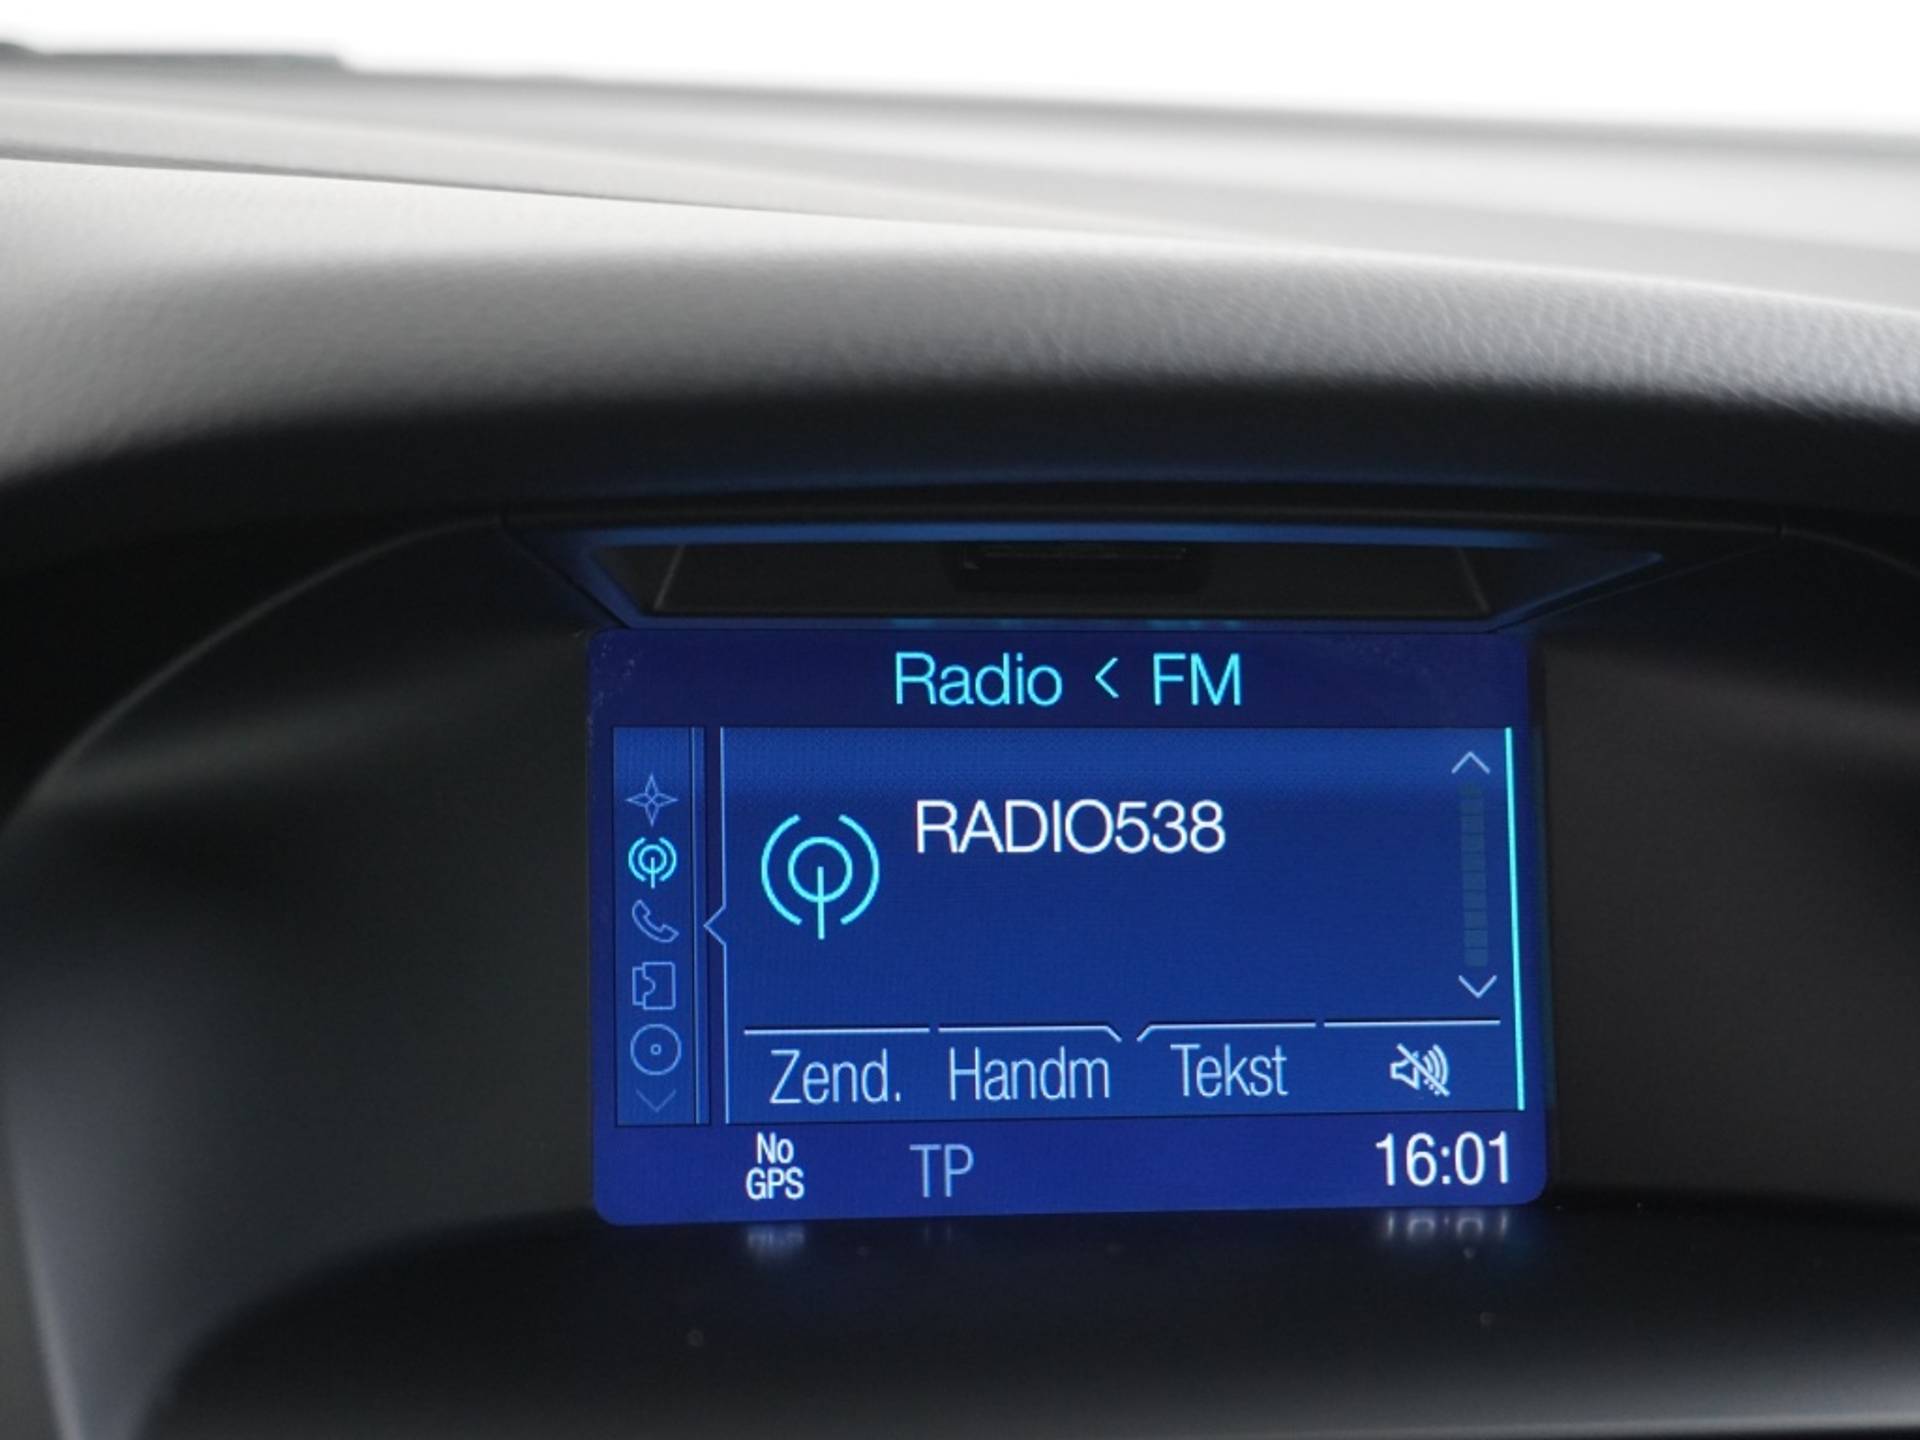 Radio < FM
RADIO538
Zend. Handm Tekst
No
GPS
TP
16:01